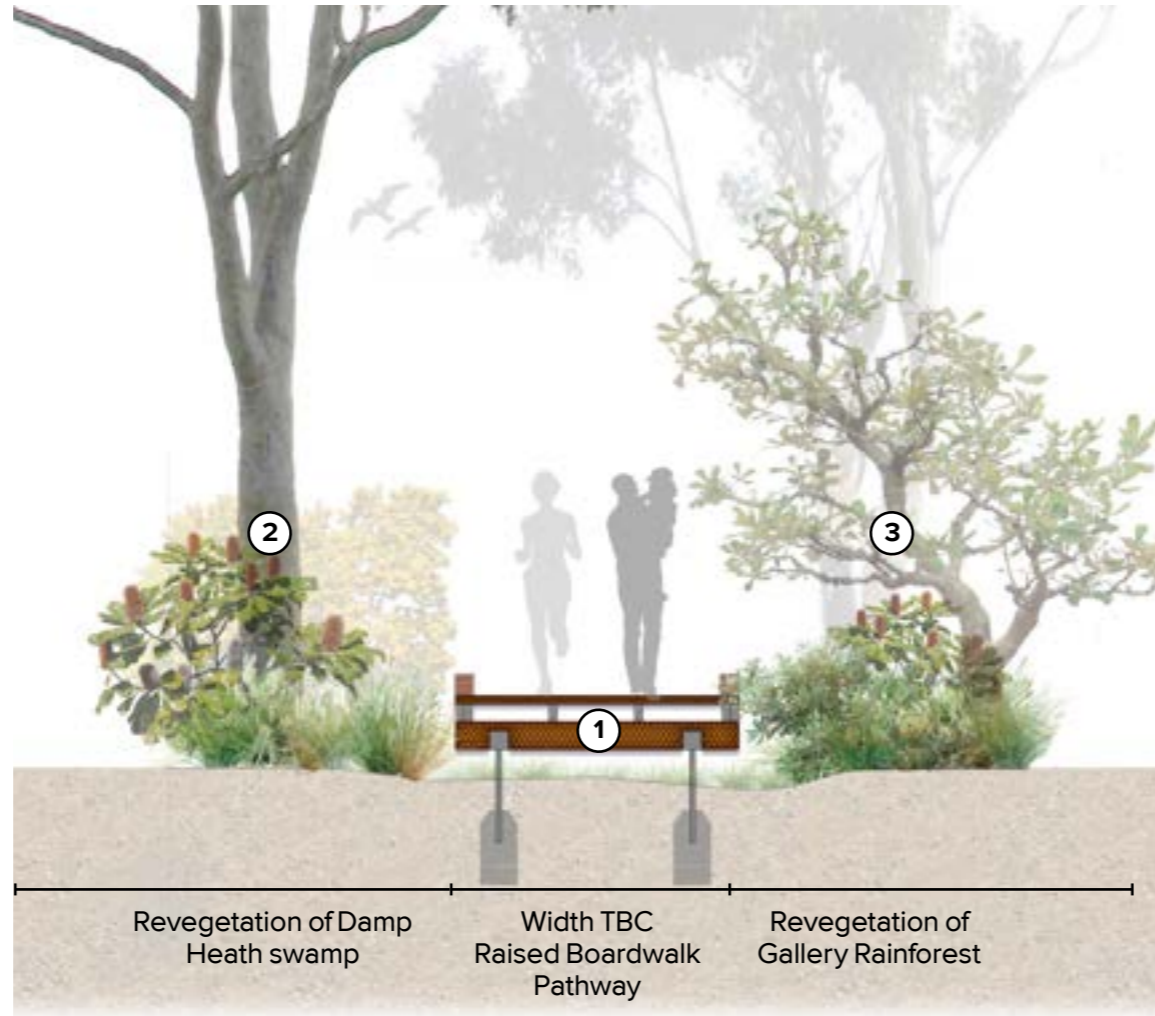 2
3
1
Revegetation of Damp
Heath swamp
Width TBC
Raised Boardwalk
Pathway
Revegetation of
Gallery Rainforest